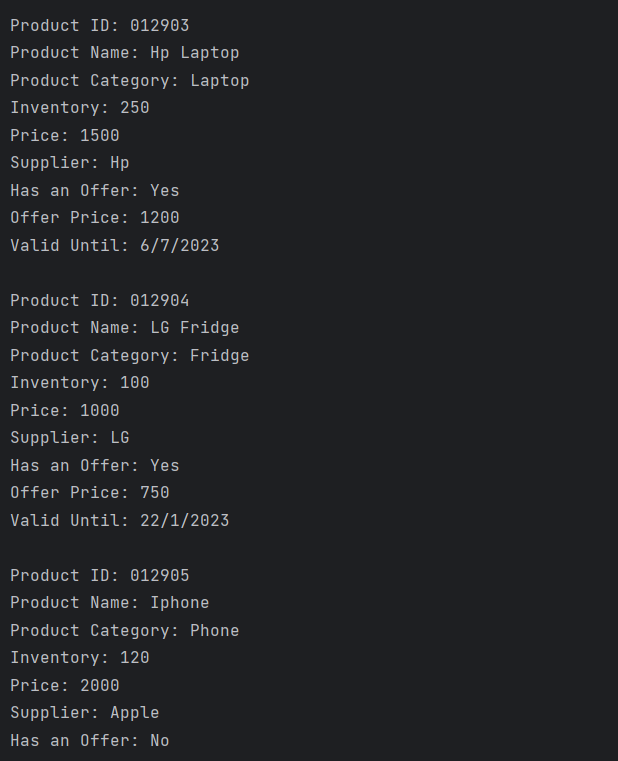 Product ID: 012903
Product Name: Hp Laptop
Product Category: Laptop
Inventory: 250
Price: 1500
Supplier: Hp
Has an Offer: Yes
Offer Price: 1200
Valid Until: 6/7/2023

Product ID: 012904
Product Name: LG Fridge
Product Category: Fridge
Inventory: 100
Price: 1000
Supplier: LG
Has an Offer: Yes
Offer Price: 750
Valid Until: 22/1/2023

Product ID: 012905
Product Name: Iphone
Product Category: Phone
Inventory: 120
Price: 2000
Supplier: Apple
Has an Offer: No